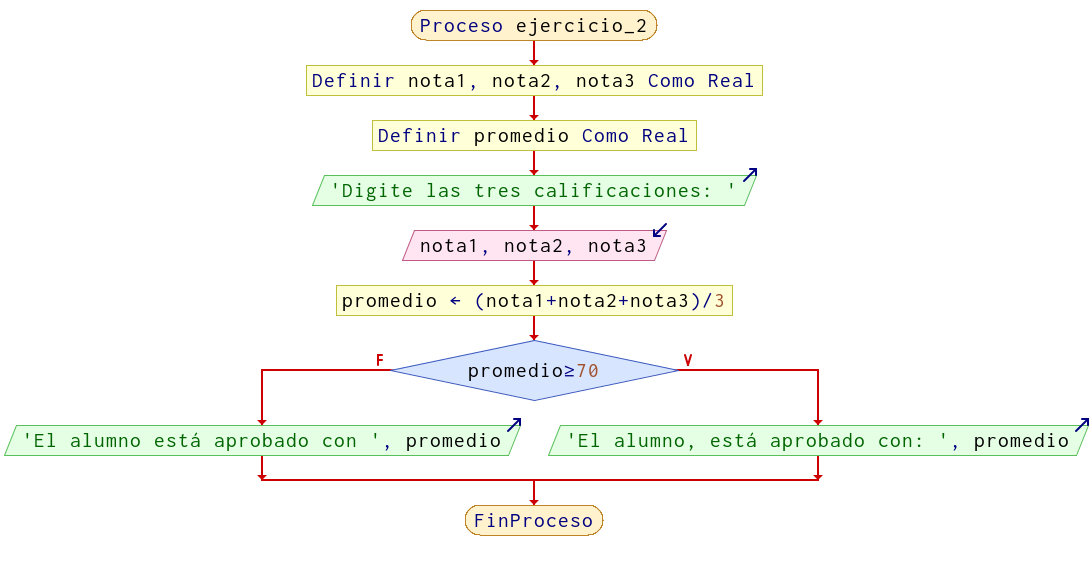 Proceso ejercicio_2
Definir nota1, nota2, nota3 Como Real
Definir promedio Como Real
'Digite las tres calificaciones: '
nota1, nota2, nota3
promedio ← (nota1+nota2+nota3)/3
F
V
promedio≥70
'El alumno está aprobado con ', promedio
'El alumno, está aprobado con: ', promedio
FinProceso